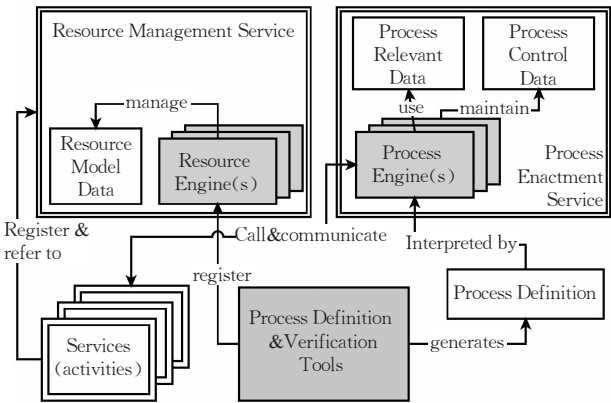 Resource Management Service
manage
Resource
Model
Data
Resource
Engine(s)
Process
Relevant
Data
Process
Control
Data
use
maintain
Process
Engine(s)
Process
Enactment
Service
Register &
refer to
Call&communicate
Interpreted by
register
Services
(activities)
Process Definition
&Verification
Tools
generates
Process Definition